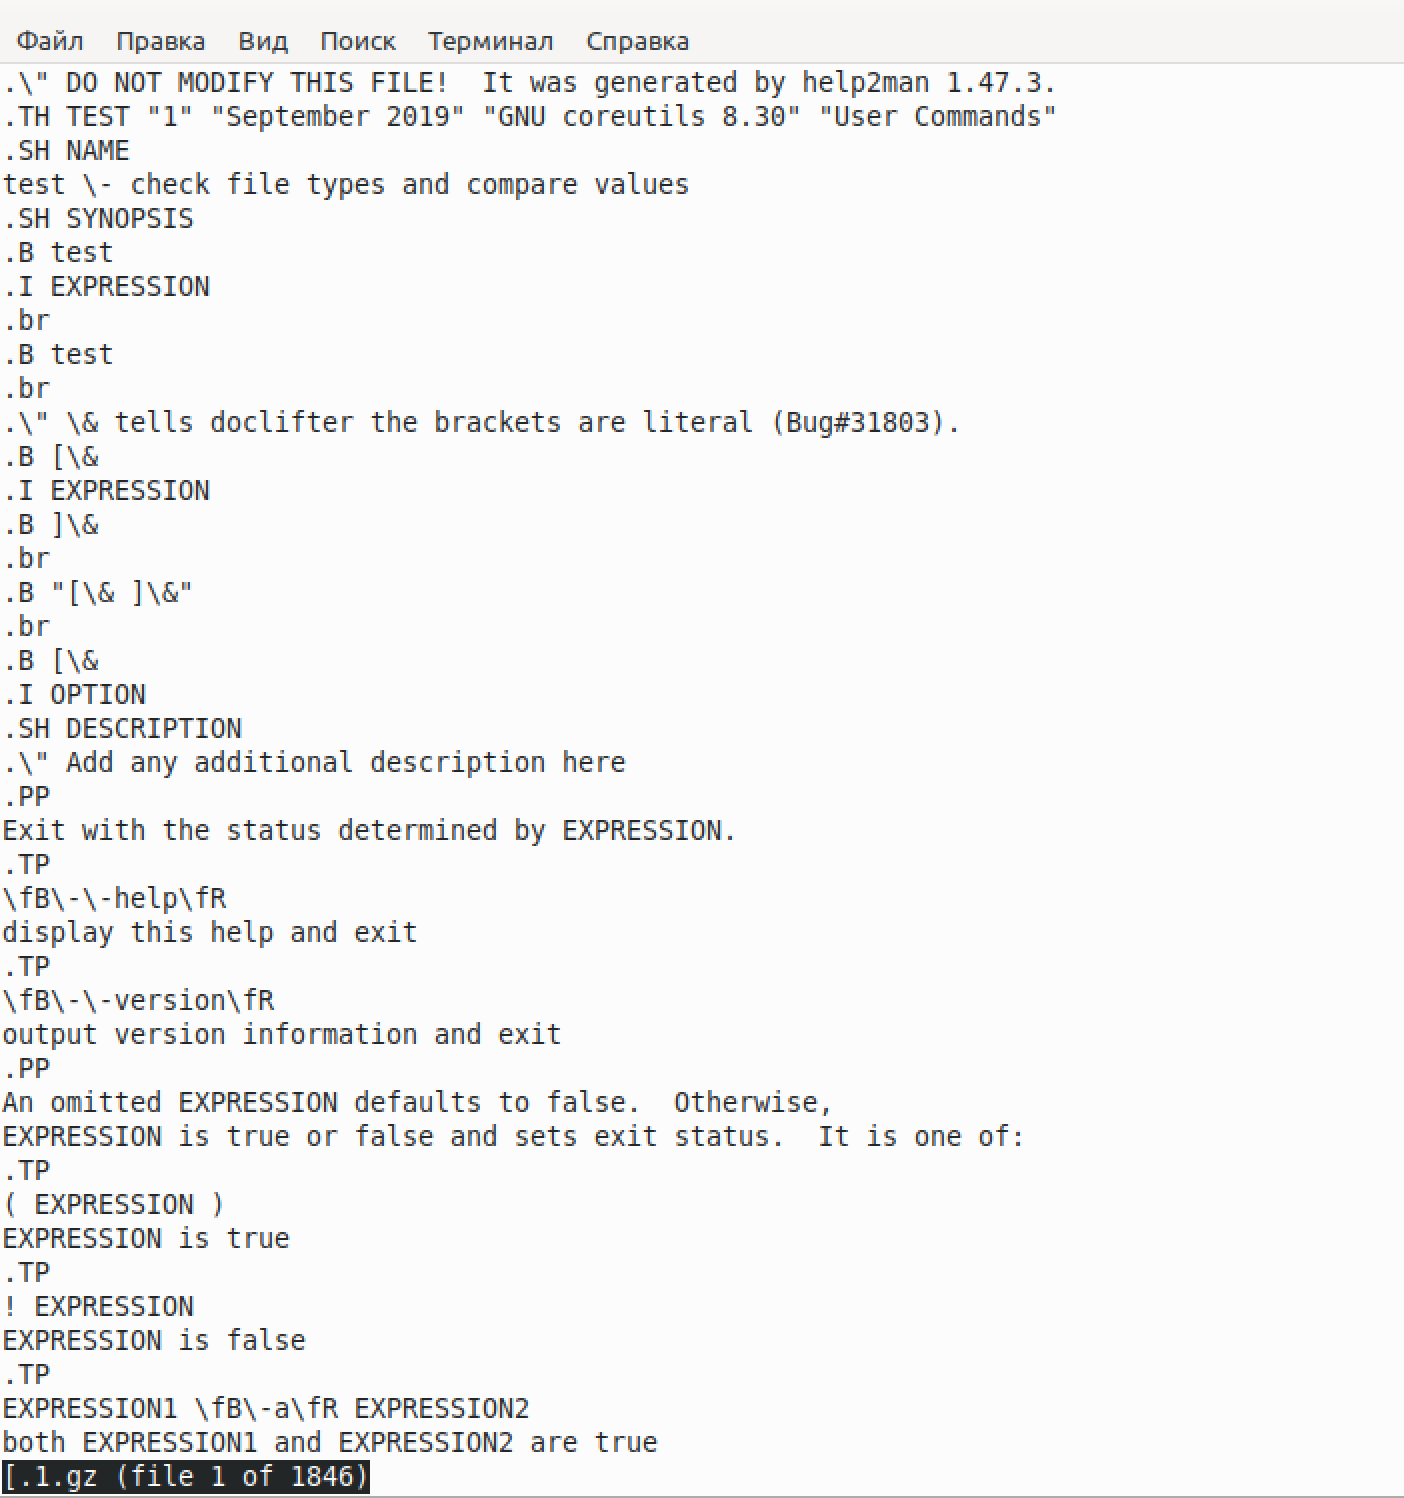 Файл Правка Вид Поиск Терминал Справка
.\" DO NOT MODIFY THIS FILE!  It was generated by help2man 1.47.3.
.TH TEST "1" "September 2019" "GNU coreutils 8.30" "User Commands"
.SH NAME
test \- check file types and compare values
.SH SYNOPSIS
.B test
.I EXPRESSION
.br
.B test
.br
.\" \& tells doclifter the brackets are literal (Bug#31803).
.B [\&
.I EXPRESSION
.B ]\&
.br
.B "[\& ]\&"
.br
.B [\&
.I OPTION
.SH DESCRIPTION
.\" Add any additional description here
.PP
Exit with the status determined by EXPRESSION.
.TP
\fB\-\-help\fR
display this help and exit
.TP
\fB\-\-version\fR
output version information and exit
.PP
An omitted EXPRESSION defaults to false.  Otherwise,
EXPRESSION is true or false and sets exit status.  It is one of:
.TP
( EXPRESSION )
EXPRESSION is true
.TP
! EXPRESSION
EXPRESSION is false
.TP
EXPRESSION1 \fB\-a\fR EXPRESSION2
both EXPRESSION1 and EXPRESSION2 are true
[.1.gz (file 1 of 1846)